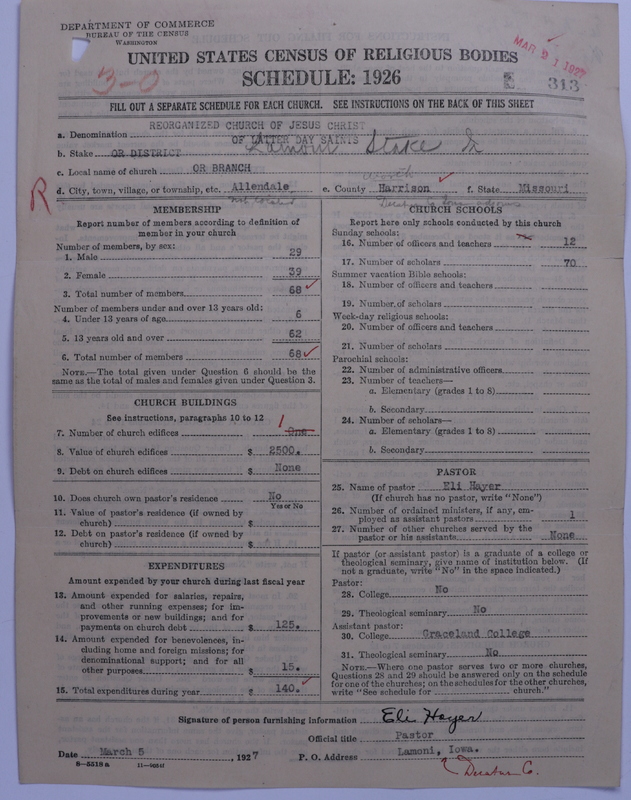 DEPARTMENT OF COMMERCE
BUREAU OF THE CENSUS
WASHINGTON
UNITED STATES CENSUS OF RELIGIOUS BODIES
MAR 21 1927
3-0
SCHEDULE: 1926
313
FILL OUT A SEPARATE SCHEDULE FOR EACH CHURCH. SEE INSTRUCTIONS ON THE BACK OF THIS SHEET
a. Denomination REORGANIZED CHURCH OF JESUS CHRIST
OF LATTER DAY SAINTS
b. Stake OR DISTRICT Lamoni Stake
c. Local name of church OR BRANCH
Worth
R
d. City, town, village, or township, etc. Allendale e. County Harrison f. State Missouri
not located
MEMBERSHIP
Report number of members according to definition of
member in your church
Number of members, by sex:
1. Male 29
2. Female 39
3. Total number of members 68
Number of members under and over 13 years old:
4. Under 13 years of age 6
5. 13 years old and over 62
6. Total number of members 68
NOTE.—The total given under Question 6 should be the
same as the total of males and females given under Question 3.
CHURCH BUILDINGS
See instructions, paragraphs 10 to 12
7. Number of church edifices One 1
8. Value of church edifices $ 2500.
9. Debt on church edifices $ None
10. Does church own pastor's residence No
Yes or No
11. Value of pastor's residence (if owned by
church) $
12. Debt on pastor's residence (if owned by
church) $
EXPENDITURES
Amount expended by your church during last fiscal year
13. Amount expended for salaries, repairs,
and other running expenses; for im-
provements or new buildings; and for
payments on church debt $ 125.
14. Amount expended for benevolences, in-
cluding home and foreign missions; for
denominational support; and for all
other purposes $ 15.
15. Total expenditures during year $ 140.
CHURCH SCHOOLS
Report here only schools conducted by this church
Sunday schools:
16. Number of officers and teachers 12
17. Number of scholars 70
Summer vacation Bible schools:
18. Number of officers and teachers
19. Number of scholars
Week-day religious schools:
20. Number of officers and teachers
21. Number of scholars
Parochial schools:
22. Number of administrative officers
23. Number of teachers—
a. Elementary (grades 1 to 8)
b. Secondary
24. Number of scholars—
a. Elementary (grades 1 to 8)
b. Secondary
PASTOR
25. Name of pastor Eli Hayer
(If church has no pastor, write "None")
26. Number of ordained ministers, if any, em-
ployed as assistant pastors 1
27. Number of other churches served by the
pastor or his assistants None
If pastor (or assistant pastor) is a graduate of a college or
theological seminary, give name of institution below. (If
not a graduate, write "No" in the space indicated.)
Pastor:
28. College No
29. Theological seminary No
Assistant pastor:
30. College Graceland College
31. Theological seminary No
NOTE.—Where one pastor serves two or more churches,
Questions 28 and 29 should be answered only on the schedule
for one of the churches; on the schedules for the other churches,
write "See schedule for church."
Signature of person furnishing information Eli Hayer
Official title Pastor
Date March 5, 1927 P. O. Address Lamoni, Iowa.
8-5518a 11-9054f
Decatur Co.